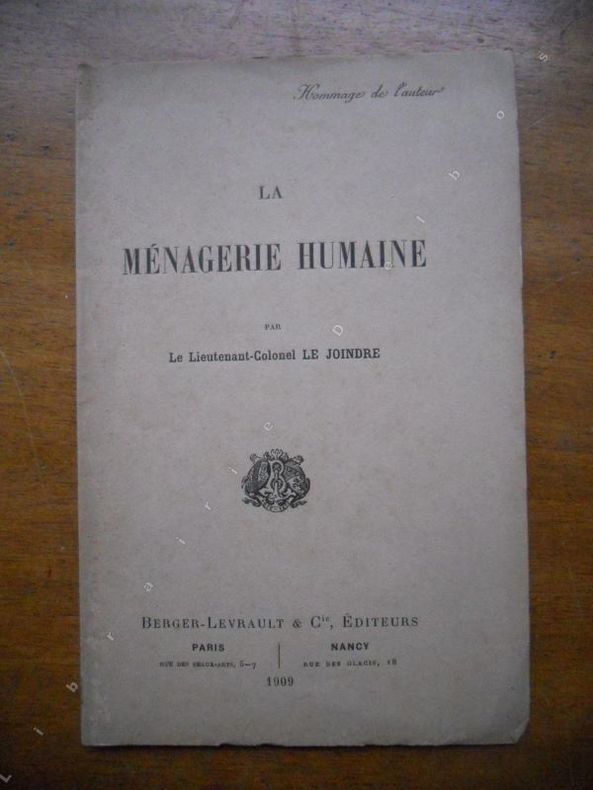 Hommage de l'auteur
LA
MÉNAGERIE HUMAINE
PAR
Le Lieutenant-Colonel LE JOINDRE
BERGER-LEVRAULT & Cie, ÉDITEURS
PARIS
RUE DES BEAUX-ARTS, 5–7
NANCY
RUE DES GLACIS, 18
1909
Librairie Delbos